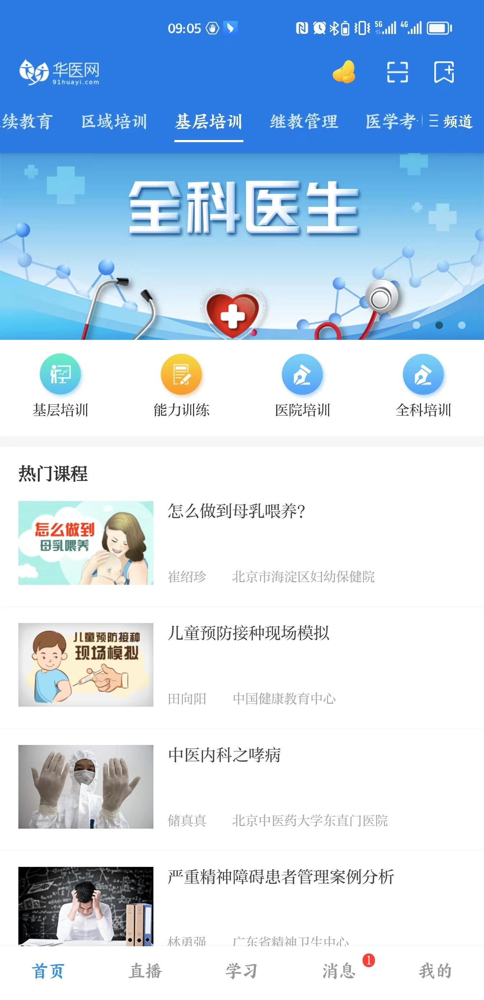 09:05
5G
4G
华医网
91huayi.com
续教育 区域培训 基层培训 继教管理 医学考 频道
全科医生
基层培训 能力训练 医院培训 全科培训
热门课程
怎么做到
母乳喂养
怎么做到母乳喂养?
崔绍珍 北京市海淀区妇幼保健院
儿童预防接种
现场模拟
儿童预防接种现场模拟
田向阳 中国健康教育中心
中医内科之哮病
储真真 北京中医药大学东直门医院
严重精神障碍患者管理案例分析
林勇强 广东省精神卫生中心
首页 直播 学习 消息 1 我的